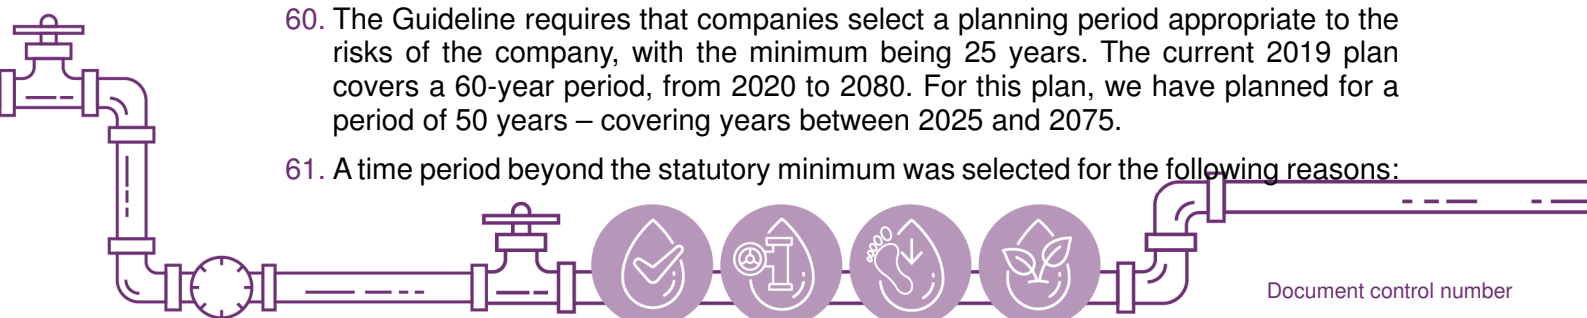 60. The Guideline requires that companies select a planning period appropriate to the
risks of the company, with the minimum being 25 years. The current 2019 plan
covers a 60-year period, from 2020 to 2080. For this plan, we have planned for a
period of 50 years – covering years between 2025 and 2075.
61. A time period beyond the statutory minimum was selected for the following reasons:
Document control number